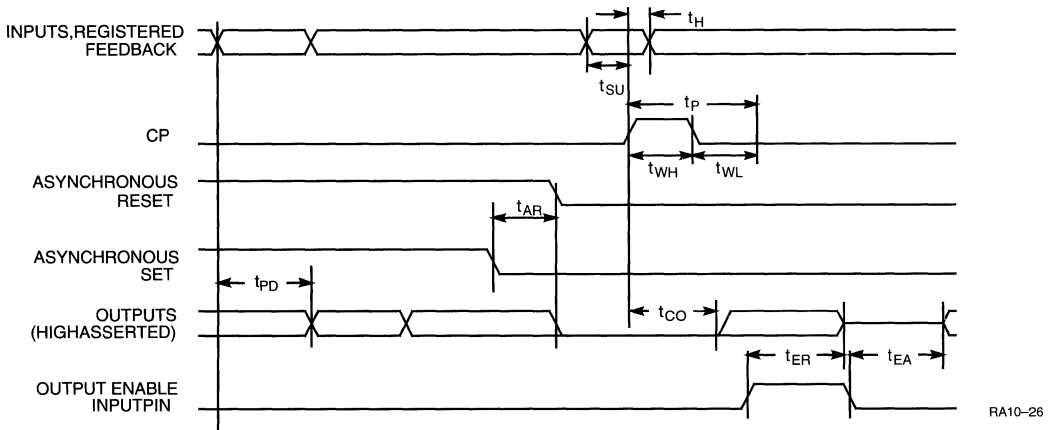 INPUTS,REGISTERED
FEEDBACK
tH
tSU
tP
CP
tWH
tWL
ASYNCHRONOUS
RESET
tAR
ASYNCHRONOUS
SET
tPD
OUTPUTS
(HIGHASSERTED)
tCO
tER
tEA
OUTPUT ENABLE
INPUTPIN
RA10–26